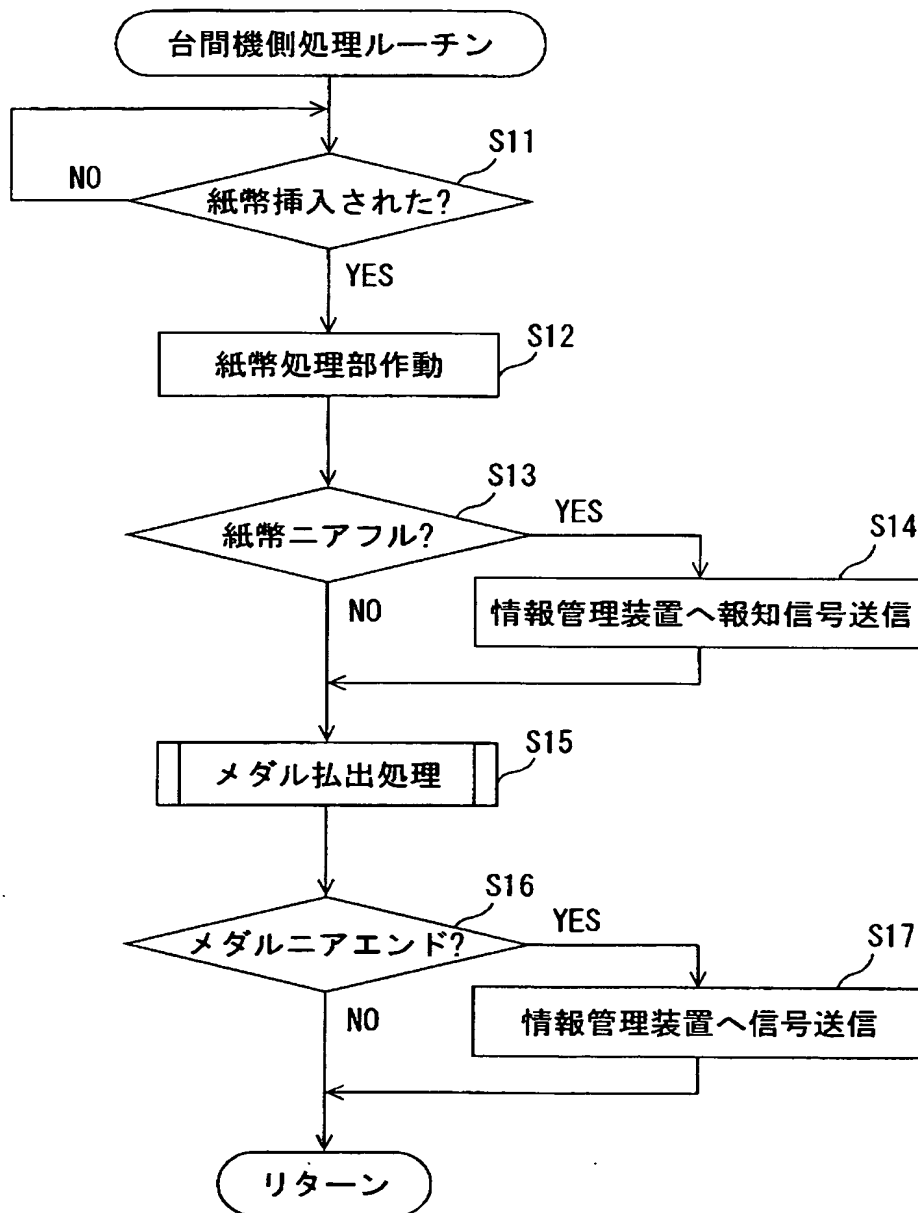 台間機側処理ルーチン
S11
NO
紙幣挿入された?
YES
S12
紙幣処理部作動
S13
YES
紙幣ニアフル?
S14
NO
情報管理装置へ報知信号送信
S15
メダル払出処理
S16
YES
メダルニアエンド?
S17
NO
情報管理装置へ信号送信
リターン